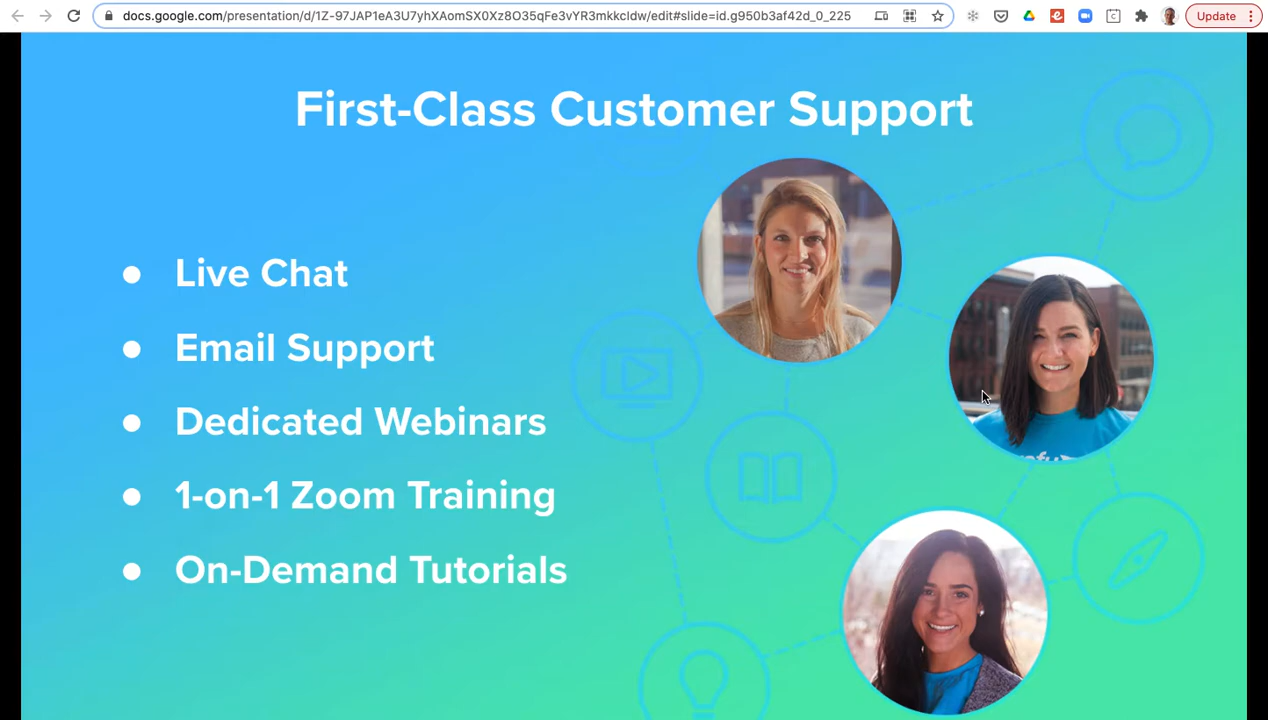 docs.google.com/presentation/d/1Z-97JAP1eA3U7yhXAomSX0Xz8O35qFe3vYR3mkkcIdw/edit#slide=id.g950b3af42d_0_225
Update
First-Class Customer Support
Live Chat
Email Support
Dedicated Webinars
1-on-1 Zoom Training
On-Demand Tutorials